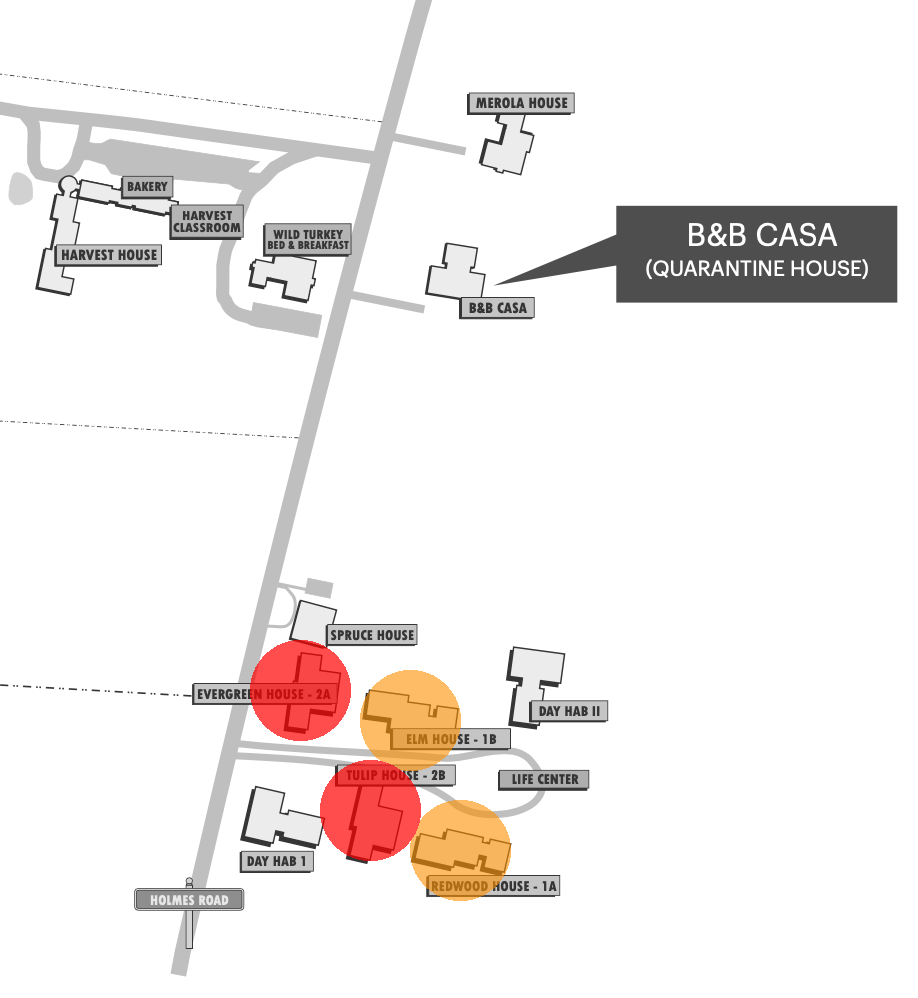 MEROLA HOUSE
BAKERY
HARVEST
CLASSROOM
WILD TURKEY
BED & BREAKFAST
HARVEST HOUSE
B&B CASA
(QUARANTINE HOUSE)
B&B CASA
SPRUCE HOUSE
EVERGREEN HOUSE - 2A
DAY HAB II
ELM HOUSE - 1B
TULIP HOUSE - 2B
LIFE CENTER
DAY HAB 1
REDWOOD HOUSE - 1A
HOLMES ROAD